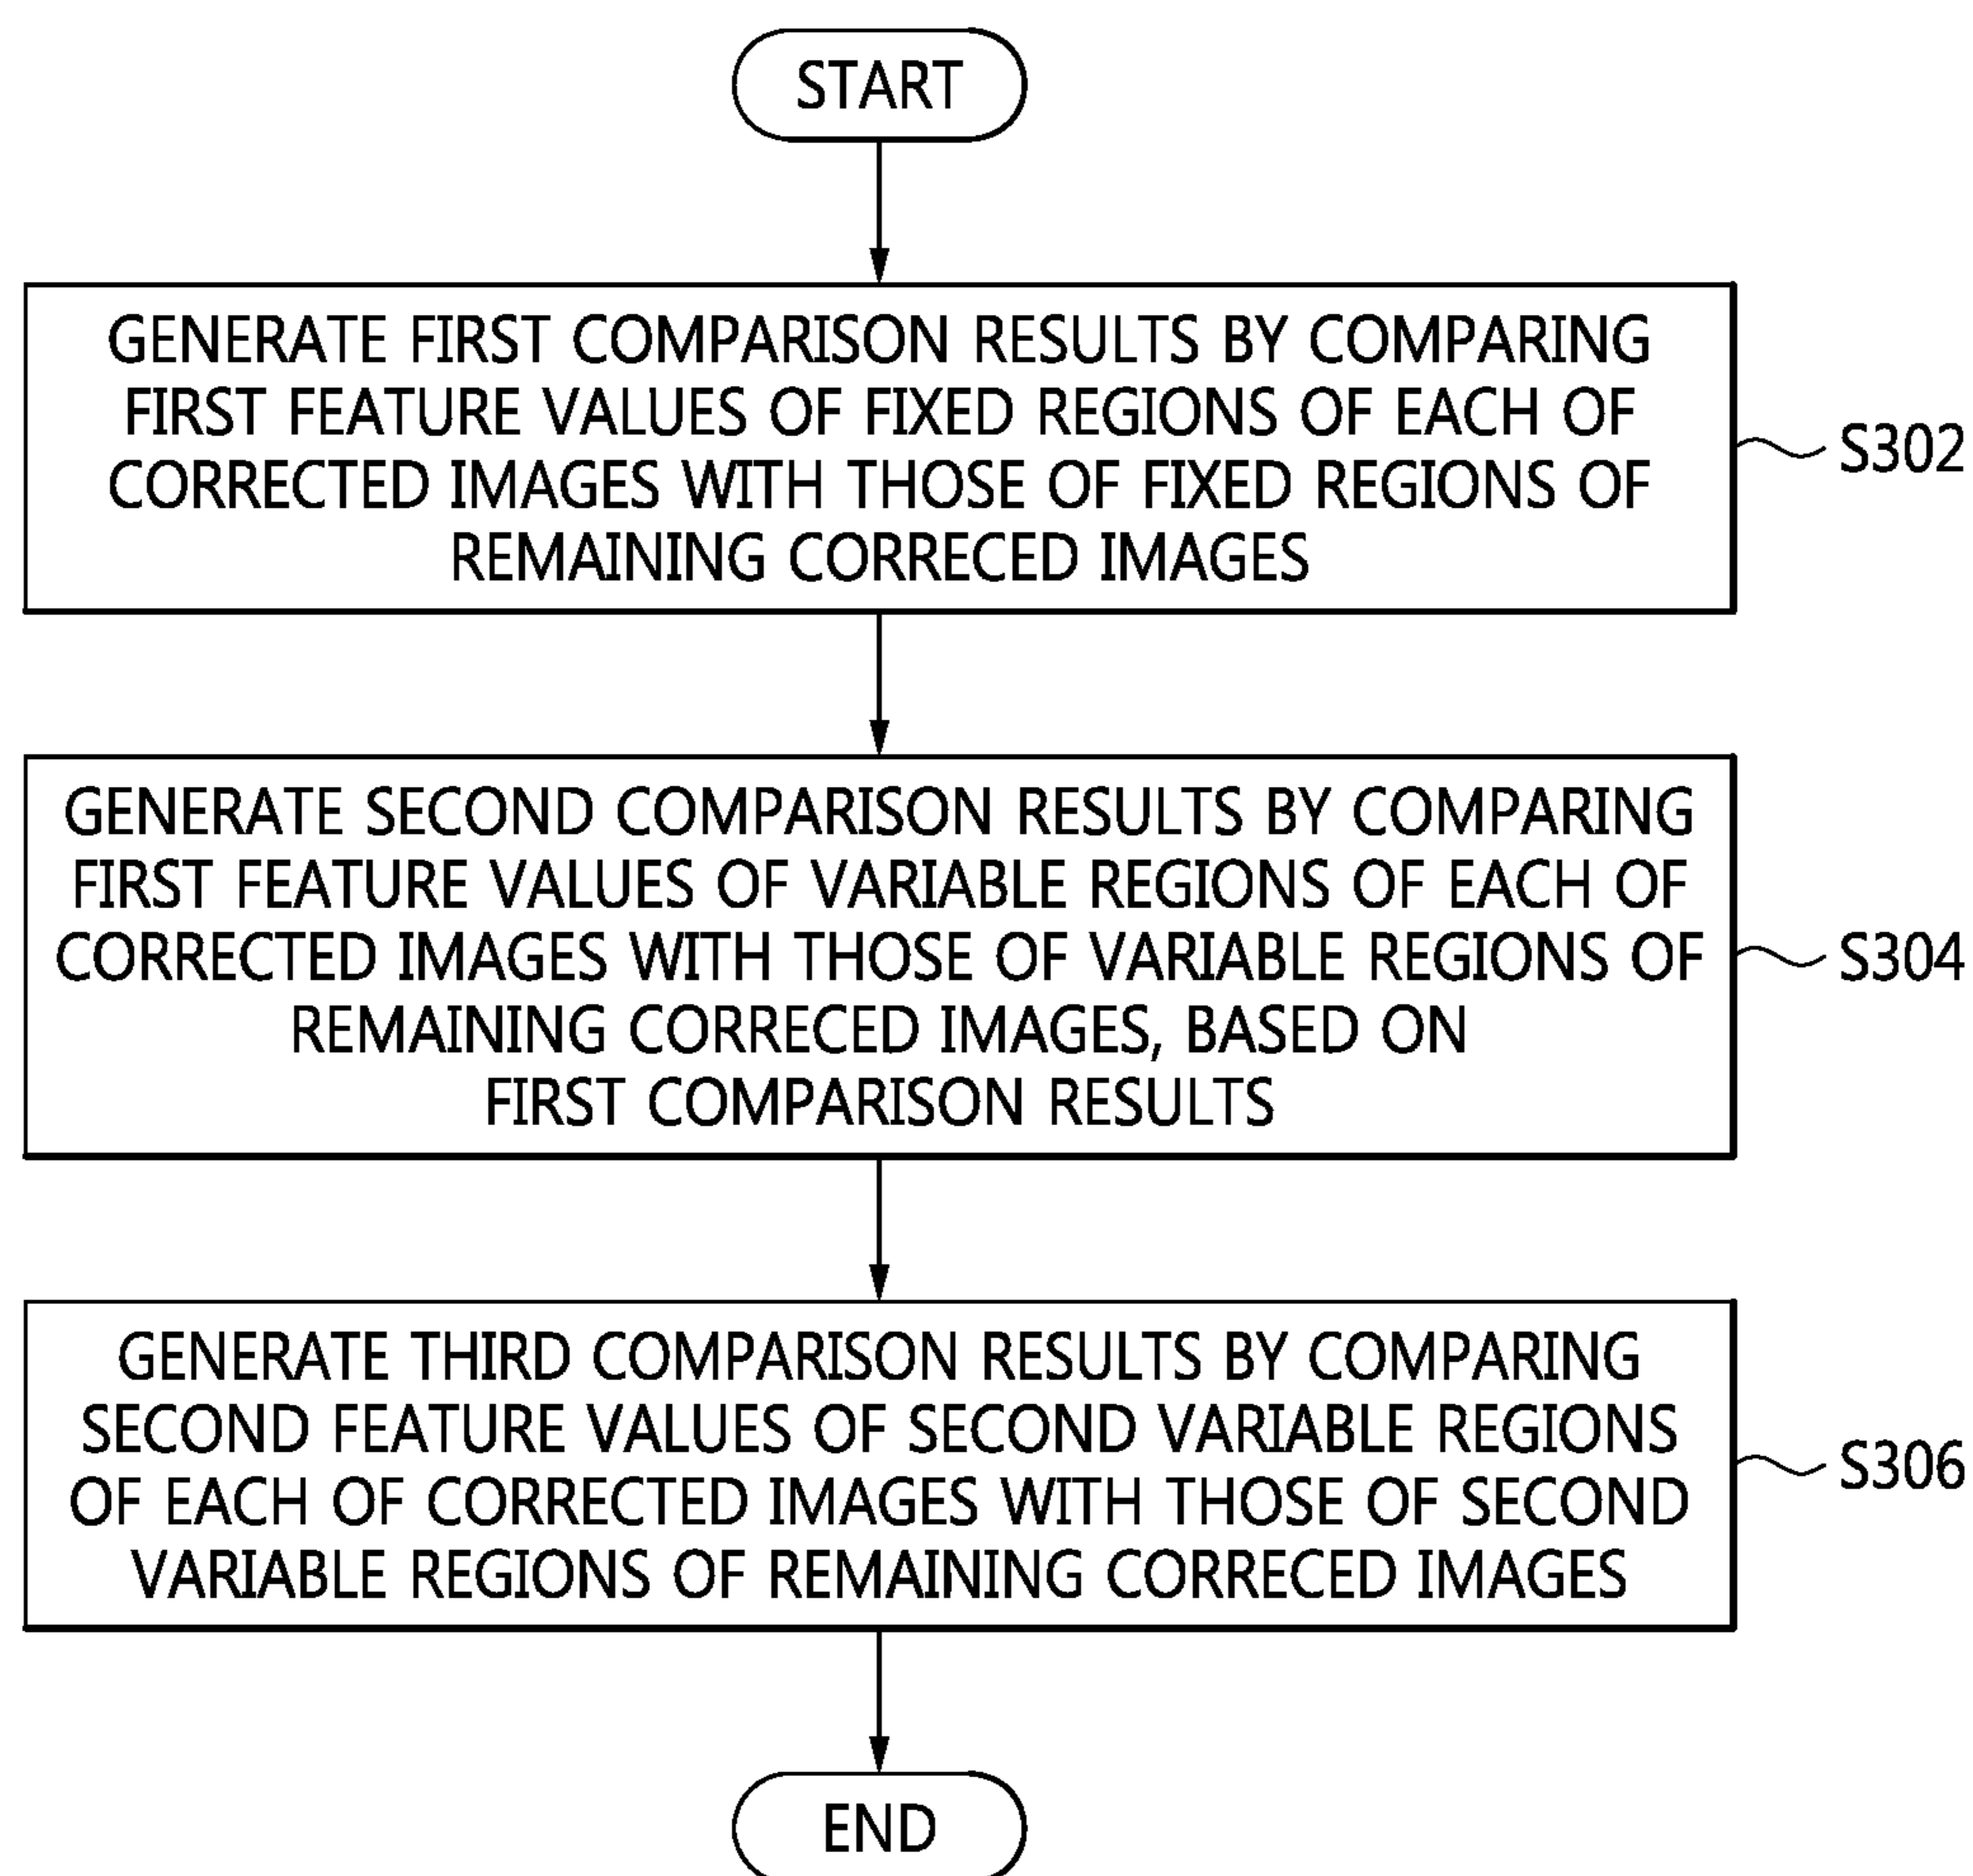 START
GENERATE FIRST COMPARISON RESULTS BY COMPARING
FIRST FEATURE VALUES OF FIXED REGIONS OF EACH OF
CORRECTED IMAGES WITH THOSE OF FIXED REGIONS OF
REMAINING CORRECED IMAGES
S302
GENERATE SECOND COMPARISON RESULTS BY COMPARING
FIRST FEATURE VALUES OF VARIABLE REGIONS OF EACH OF
CORRECTED IMAGES WITH THOSE OF VARIABLE REGIONS OF
REMAINING CORRECED IMAGES, BASED ON
FIRST COMPARISON RESULTS
S304
GENERATE THIRD COMPARISON RESULTS BY COMPARING
SECOND FEATURE VALUES OF SECOND VARIABLE REGIONS
OF EACH OF CORRECTED IMAGES WITH THOSE OF SECOND
VARIABLE REGIONS OF REMAINING CORRECED IMAGES
S306
END